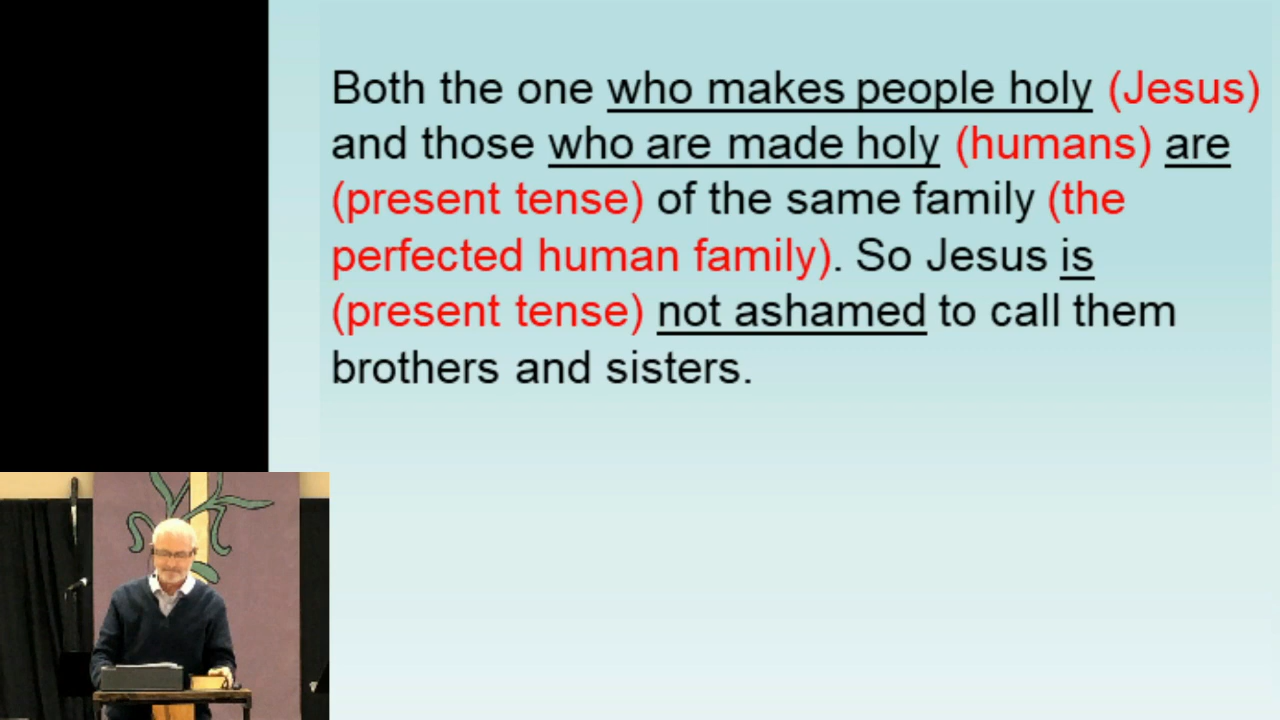 Both the one who makes people holy (Jesus)
and those who are made holy (humans) are
(present tense) of the same family (the
perfected human family). So Jesus is
(present tense) not ashamed to call them
brothers and sisters.